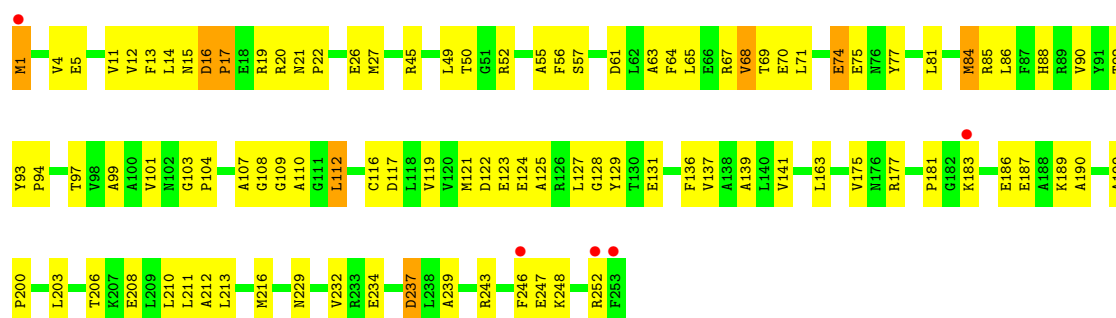 M1 V4 E5 V11 V12 F13 L14 N15 D16 P17 E18 R19 R20 N21 P22 E26 M27 R45 L49 T50 G51 R52 A55 F56 S57 D61 L62 A63 F64 L65 E66 R67 V68 T69 E70 L71 E74 E75 N76 Y77 L81 M84 R85 L86 F87 H88 R89 V90 Y91
Y93 P94 T97 V98 A99 A100 V101 N102 G103 P104 A107 G108 G109 A110 G111 L112 C116 D117 L118 V119 V120 M121 D122 E123 E124 A125 R126 L127 G128 Y129 T130 E131 F136 V137 A138 A139 L140 V141 L163 V175 N176 R177 P181 G182 K183 E186 E187 A188 K189 A190
P200 L203 T206 K207 E208 L209 L210 L211 A212 L213 M216 N229 V232 R233 E234 D237 L238 A239 R243 F246 E247 K248 R252 F253